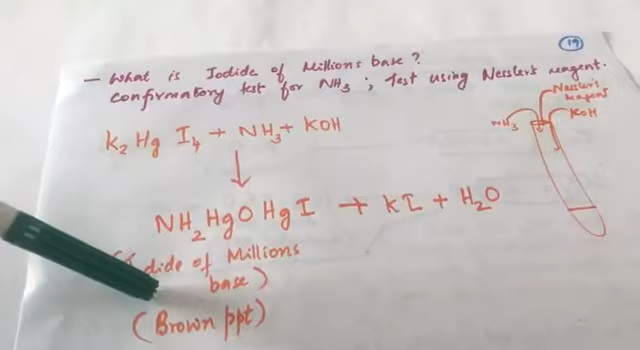 19
— What is Iodide of Millions base?
confirmatory test for NH3; Test using Nessler's reagent.
Nessler's reagent
NH3
KOH
K2 Hg I4 + NH3 + KOH
↓
NH2 HgO HgI + KI + H2O
dide of Millions
base)
(Brown ppt)